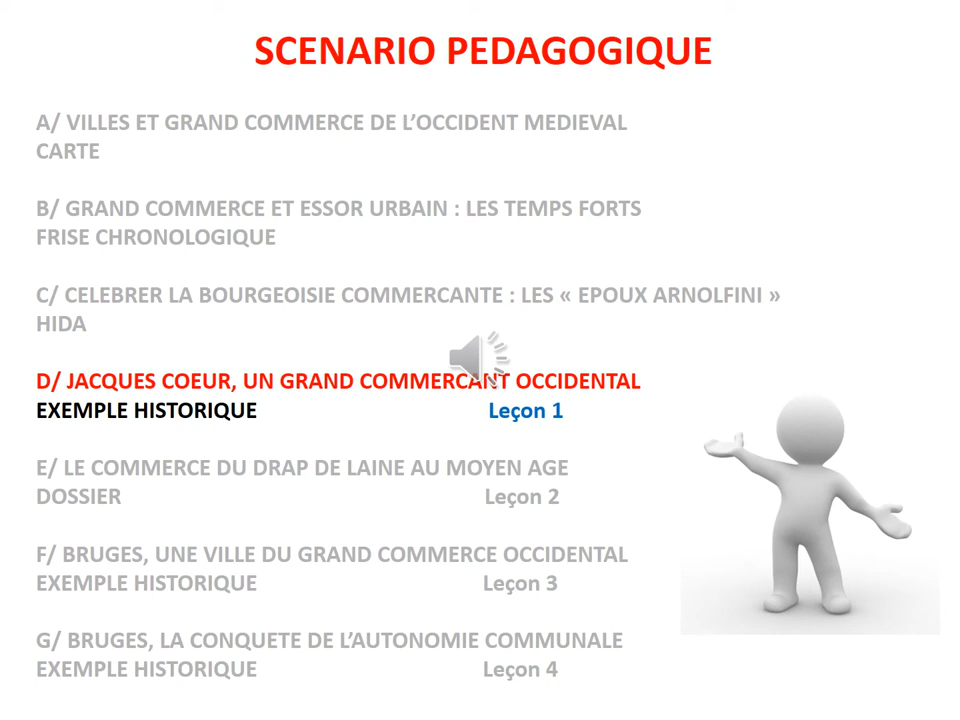 SCENARIO PEDAGOGIQUE
A/ VILLES ET GRAND COMMERCE DE L'OCCIDENT MEDIEVAL
CARTE
B/ GRAND COMMERCE ET ESSOR URBAIN : LES TEMPS FORTS
FRISE CHRONOLOGIQUE
C/ CELEBRER LA BOURGEOISIE COMMERCANTE : LES « EPOUX ARNOLFINI »
HIDA
D/ JACQUES COEUR, UN GRAND COMMERCANT OCCIDENTAL
EXEMPLE HISTORIQUE Leçon 1
E/ LE COMMERCE DU DRAP DE LAINE AU MOYEN AGE
DOSSIER Leçon 2
F/ BRUGES, UNE VILLE DU GRAND COMMERCE OCCIDENTAL
EXEMPLE HISTORIQUE Leçon 3
G/ BRUGES, LA CONQUETE DE L'AUTONOMIE COMMUNALE
EXEMPLE HISTORIQUE Leçon 4